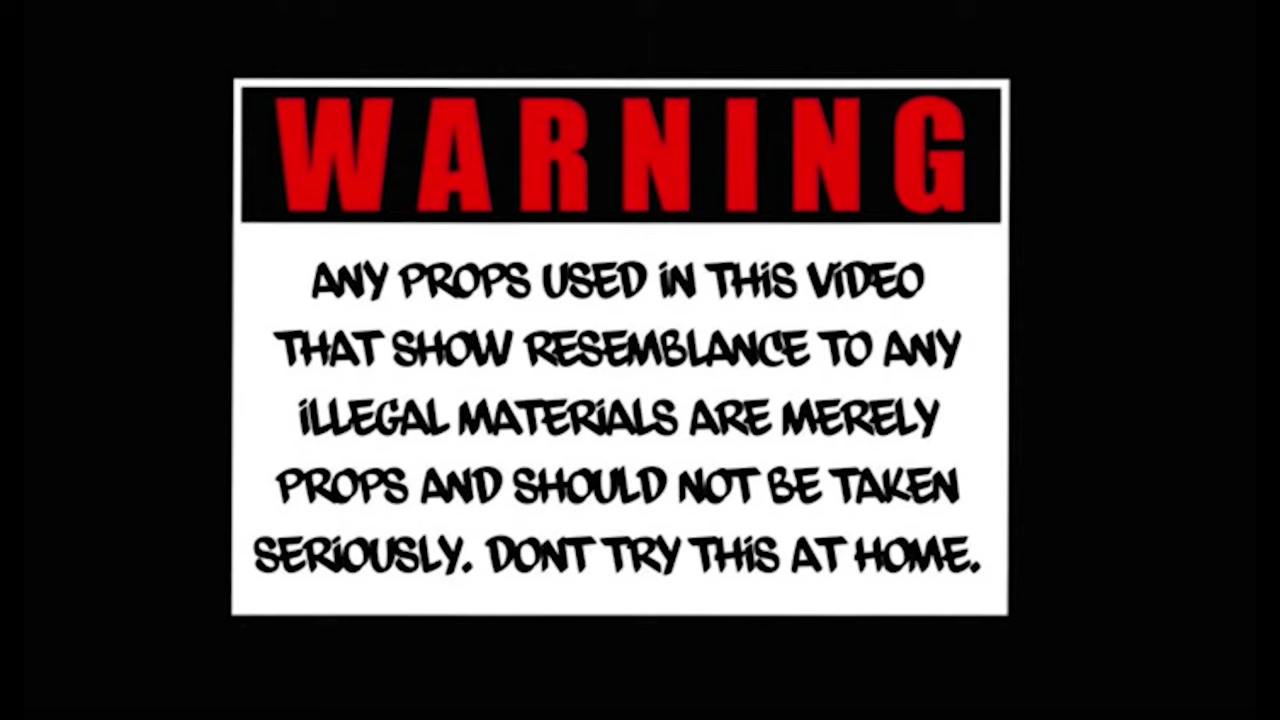 WARNING
ANY PROPS USED iN THiS ViDEO
THAT SHOW RESEMBLANCE TO ANY
iLLEGAL MATERiALS ARE MERELY
PROPS AND SHOULD NOT BE TAKEN
SERiOUSLY. DONT TRY THiS AT HOME.